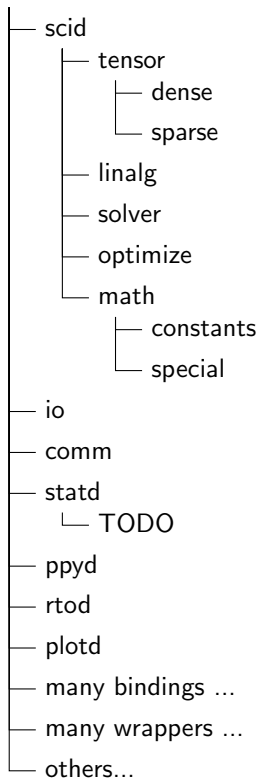 scid
tensor
dense
sparse
linalg
solver
optimize
math
constants
special
io
comm
statd
TODO
ppyd
rtod
plotd
many bindings ...
many wrappers ...
others...